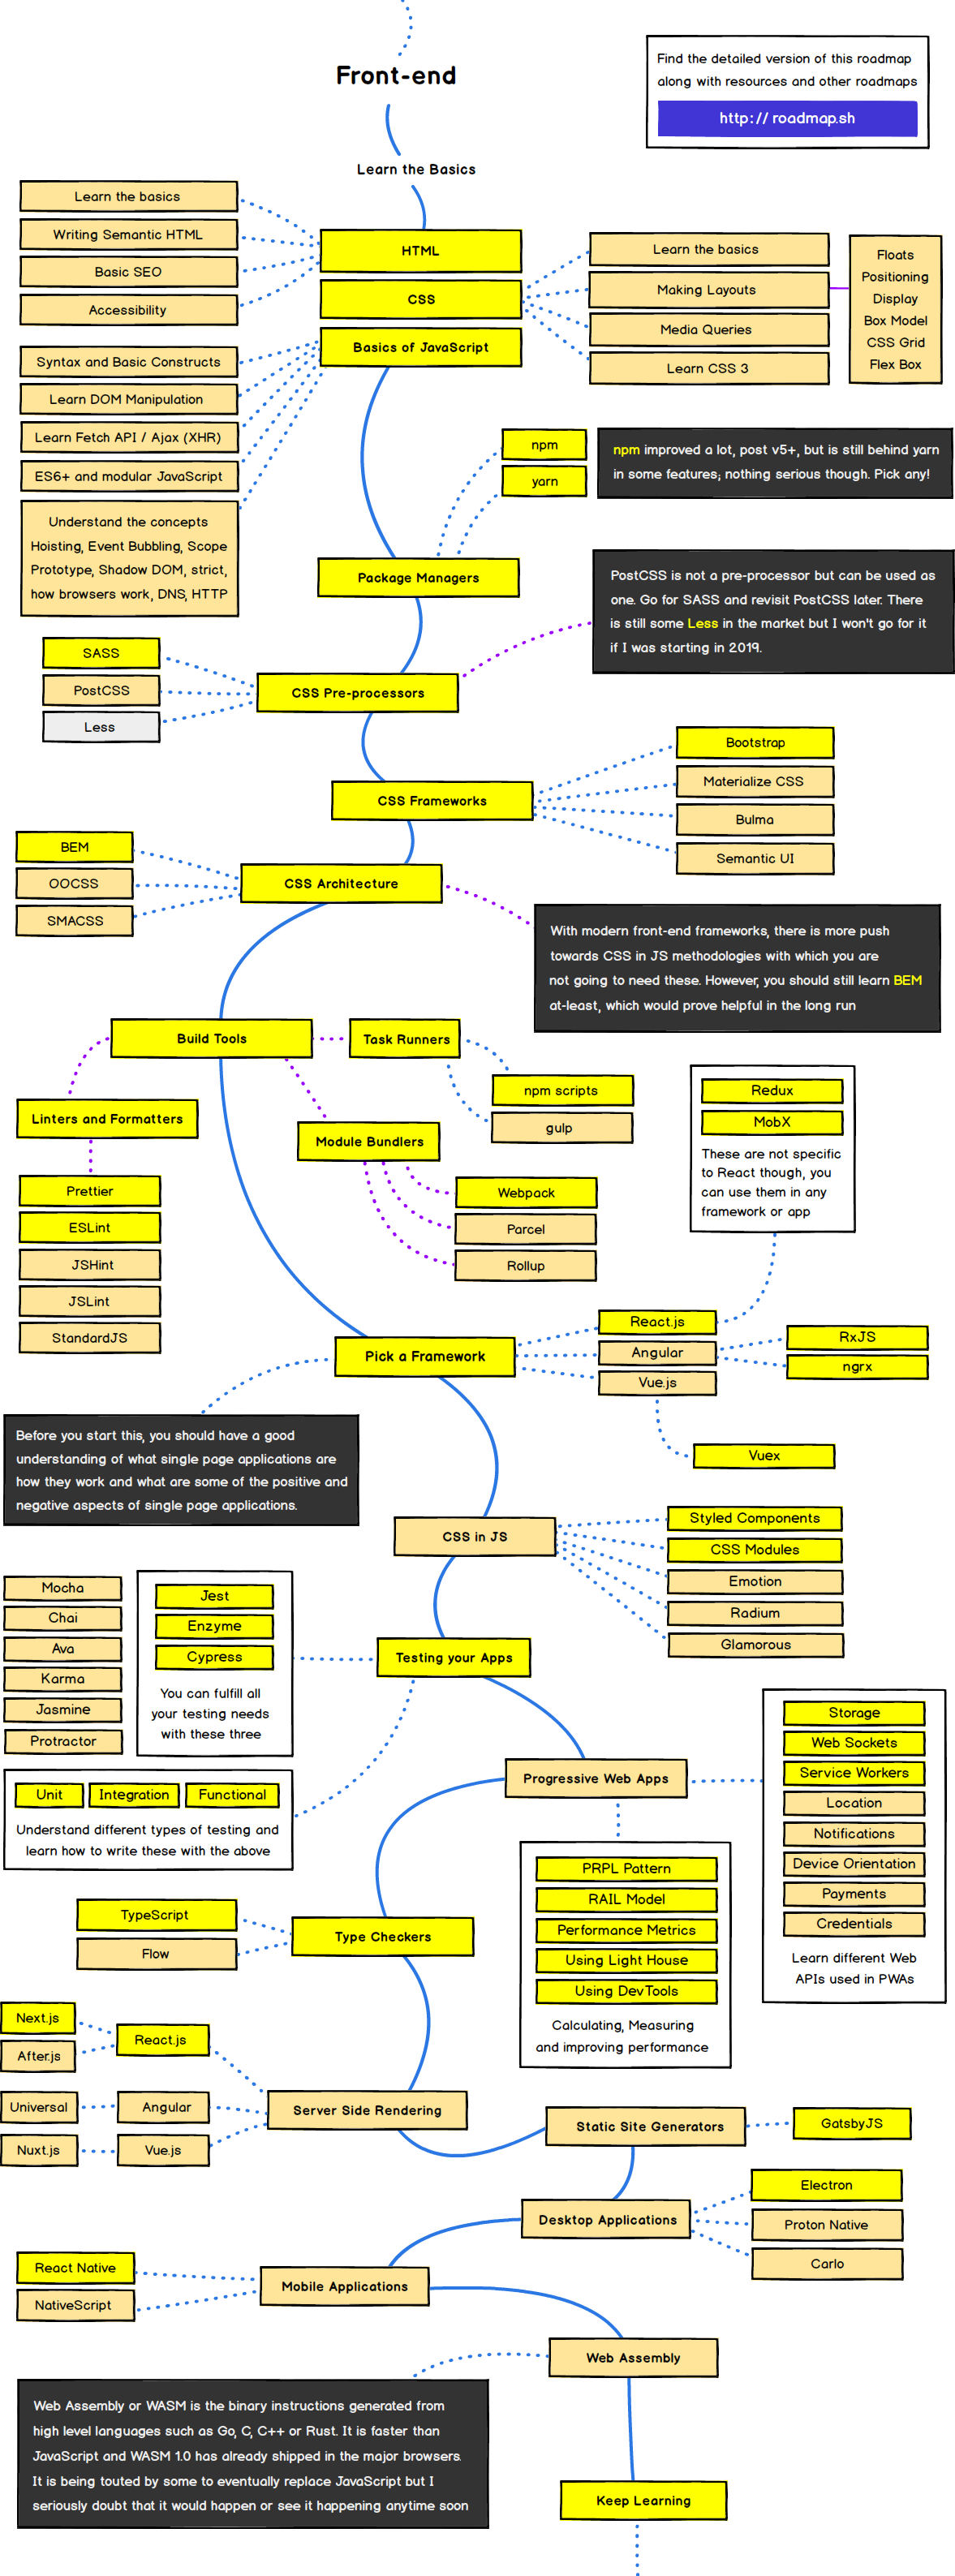 Front-end
Find the detailed version of this roadmap
along with resources and other roadmaps
http:// roadmap.sh
Learn the Basics
Learn the basics
Writing Semantic HTML
Basic SEO
Accessibility
HTML
CSS
Basics of JavaScript
Learn the basics
Making Layouts
Media Queries
Learn CSS 3
Floats
Positioning
Display
Box Model
CSS Grid
Flex Box
Syntax and Basic Constructs
Learn DOM Manipulation
Learn Fetch API / Ajax (XHR)
ES6+ and modular JavaScript
Understand the concepts
Hoisting, Event Bubbling, Scope
Prototype, Shadow DOM, strict,
how browsers work, DNS, HTTP
npm
yarn
npm improved a lot, post v5+, but is still behind yarn
in some features; nothing serious though. Pick any!
Package Managers
PostCSS is not a pre-processor but can be used as
one. Go for SASS and revisit PostCSS later. There
is still some Less in the market but I won't go for it
if I was starting in 2019.
SASS
PostCSS
Less
CSS Pre-processors
CSS Frameworks
Bootstrap
Materialize CSS
Bulma
Semantic UI
BEM
OOCSS
SMACSS
CSS Architecture
With modern front-end frameworks, there is more push
towards CSS in JS methodologies with which you are
not going to need these. However, you should still learn BEM
at-least, which would prove helpful in the long run
Build Tools
Task Runners
npm scripts
gulp
Linters and Formatters
Module Bundlers
Prettier
ESLint
JSHint
JSLint
StandardJS
Webpack
Parcel
Rollup
Redux
MobX
These are not specific
to React though, you
can use them in any
framework or app
Pick a Framework
React.js
Angular
Vue.js
RxJS
ngrx
Vuex
Before you start this, you should have a good
understanding of what single page applications are
how they work and what are some of the positive and
negative aspects of single page applications.
CSS in JS
Styled Components
CSS Modules
Emotion
Radium
Glamorous
Mocha
Chai
Ava
Karma
Jasmine
Protractor
Jest
Enzyme
Cypress
You can fulfill all
your testing needs
with these three
Testing your Apps
Unit
Integration
Functional
Understand different types of testing and
learn how to write these with the above
Progressive Web Apps
Storage
Web Sockets
Service Workers
Location
Notifications
Device Orientation
Payments
Credentials
Learn different Web
APIs used in PWAs
PRPL Pattern
RAIL Model
Performance Metrics
Using Light House
Using DevTools
Calculating, Measuring
and improving performance
TypeScript
Flow
Type Checkers
Next.js
After.js
React.js
Universal
Angular
Nuxt.js
Vue.js
Server Side Rendering
Static Site Generators
GatsbyJS
Desktop Applications
Electron
Proton Native
Carlo
React Native
NativeScript
Mobile Applications
Web Assembly
Web Assembly or WASM is the binary instructions generated from
high level languages such as Go, C, C++ or Rust. It is faster than
JavaScript and WASM 1.0 has already shipped in the major browsers.
It is being touted by some to eventually replace JavaScript but I
seriously doubt that it would happen or see it happening anytime soon
Keep Learning